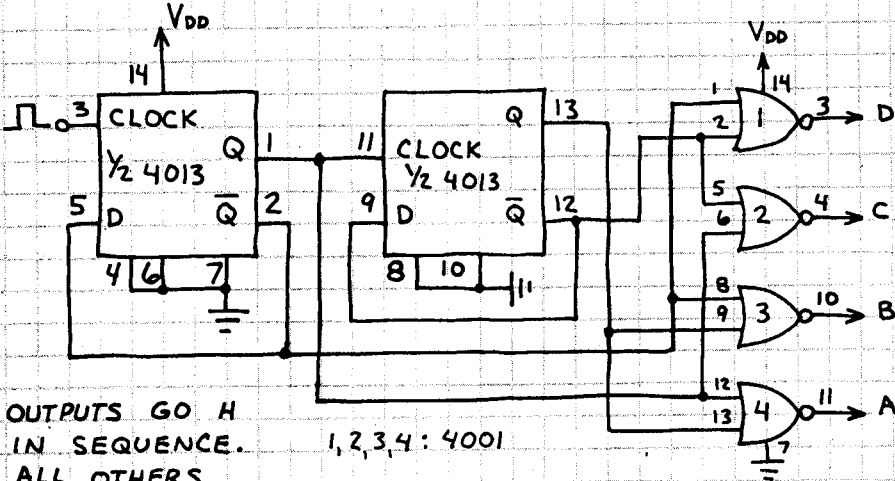 VDD
14
3 CLOCK
Q 1
1/2 4013
5 D
Q̅ 2
4 6 7
Q 13
11 CLOCK
1/2 4013
9 D
Q̅ 12
8 10
VDD
14
1
2
1
3 D
5
6
2
4 C
8
9
3
10 B
12
13
4
11 A
7
OUTPUTS GO H
IN SEQUENCE.
1,2,3,4: 4001
ALL OTHERS